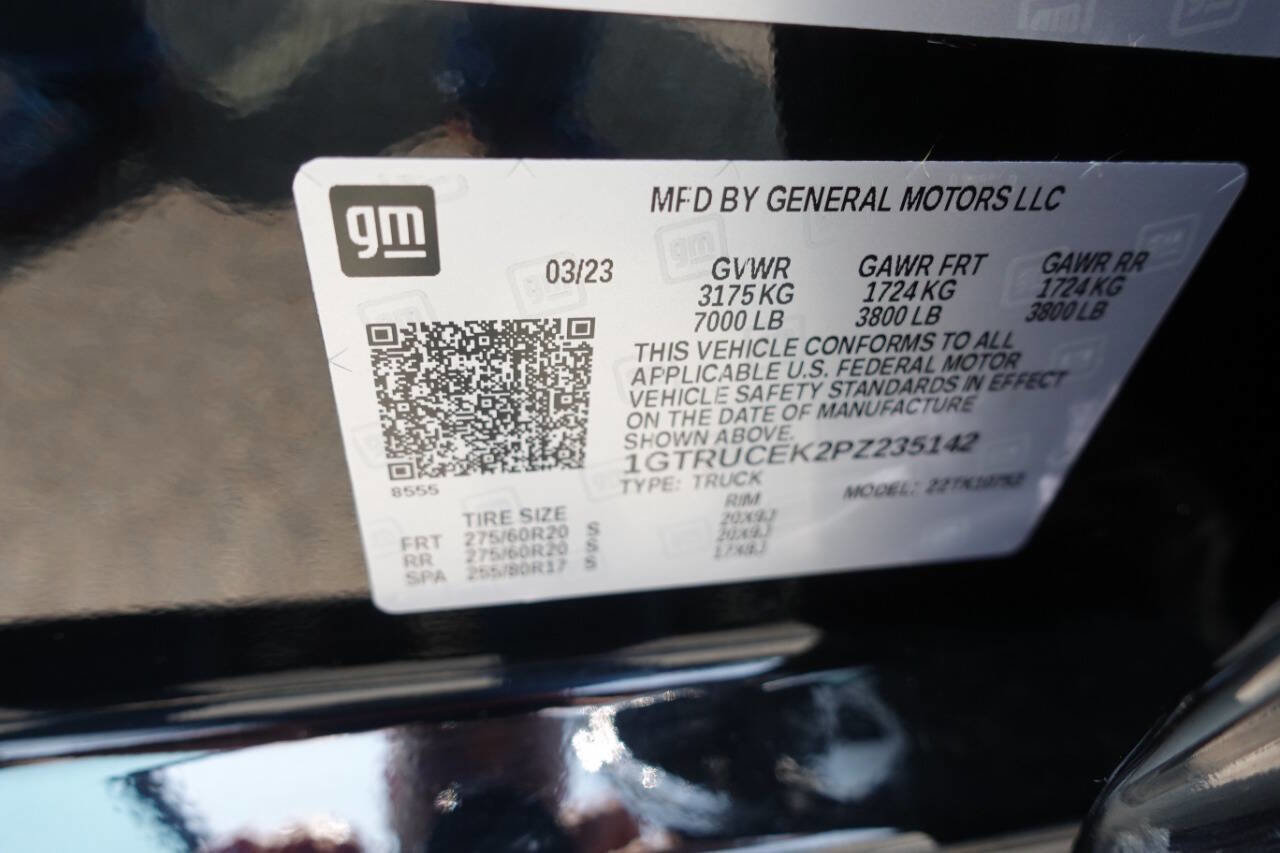 gm
MFD BY GENERAL MOTORS LLC
03/23
GVWR GAWR FRT GAWR RR
3175 KG 1724 KG 1724 KG
7000 LB 3800 LB 3800 LB
THIS VEHICLE CONFORMS TO ALL
APPLICABLE U.S. FEDERAL MOTOR
VEHICLE SAFETY STANDARDS IN EFFECT
ON THE DATE OF MANUFACTURE
SHOWN ABOVE.
1GTRUCEK2PZ235142
TYPE: TRUCK MODEL:
8555
TIRE SIZE RIM
FRT 275/60R20 S 20X9J
RR 275/60R20 S 20X9J
SPA 255/80R17 S 17X8J